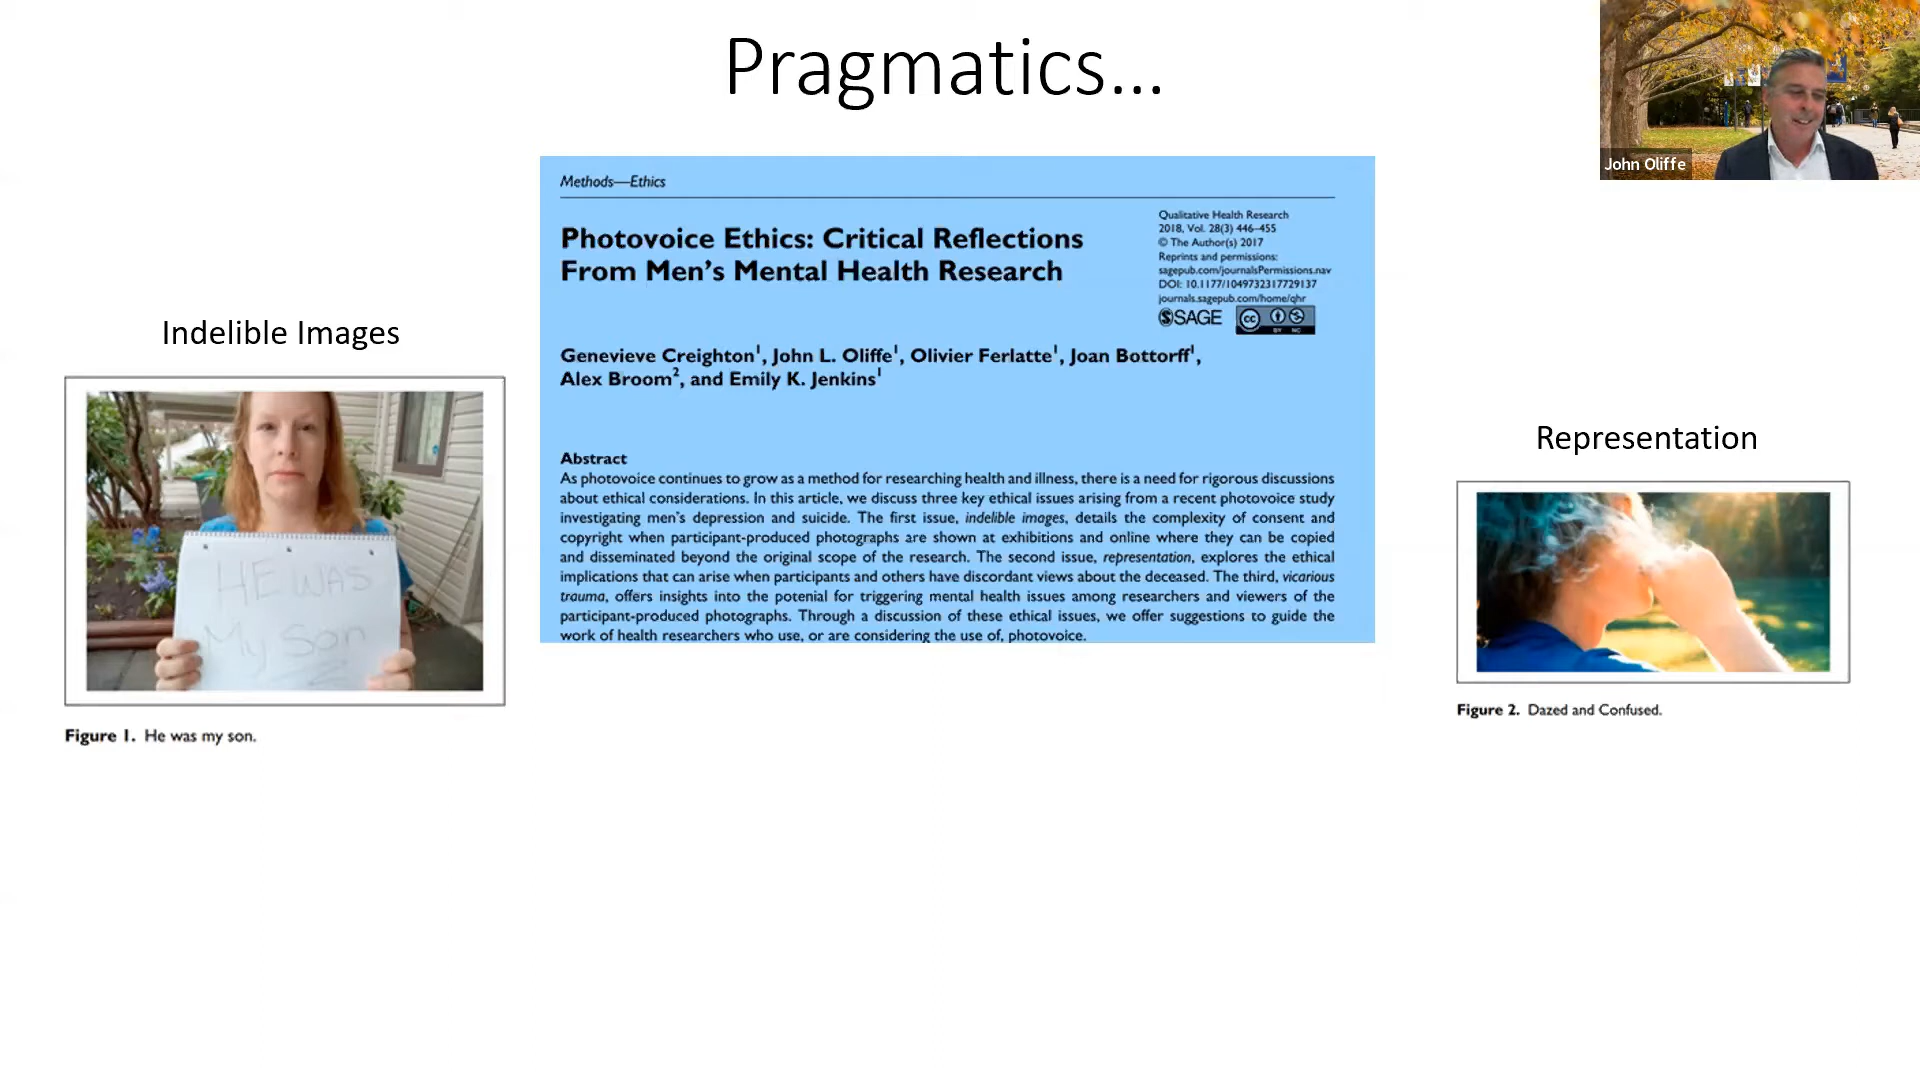 Pragmatics...
John Oliffe
Methods—Ethics
Photovoice Ethics: Critical Reflections
From Men's Mental Health Research
Qualitative Health Research
2018, Vol. 28(3) 446–455
© The Author(s) 2017
Reprints and permissions:
sagepub.com/journalsPermissions.nav
DOI: 10.1177/1049732317729137
journals.sagepub.com/home/qhr
SAGE
cc BY NC
Genevieve Creighton¹, John L. Oliffe¹, Olivier Ferlatte¹, Joan Bottorff¹,
Alex Broom², and Emily K. Jenkins¹
Abstract
As photovoice continues to grow as a method for researching health and illness, there is a need for rigorous discussions
about ethical considerations. In this article, we discuss three key ethical issues arising from a recent photovoice study
investigating men's depression and suicide. The first issue, indelible images, details the complexity of consent and
copyright when participant-produced photographs are shown at exhibitions and online where they can be copied
and disseminated beyond the original scope of the research. The second issue, representation, explores the ethical
implications that can arise when participants and others have discordant views about the deceased. The third, vicarious
trauma, offers insights into the potenial for triggering mental health issues among researchers and viewers of the
participant-produced photographs. Through a discussion of these ethical issues, we offer suggestions to guide the
work of health researchers who use, or are considering the use of, photovoice.
Indelible Images
HE WAS
My Son
Figure 1. He was my son.
Representation
Figure 2. Dazed and Confused.